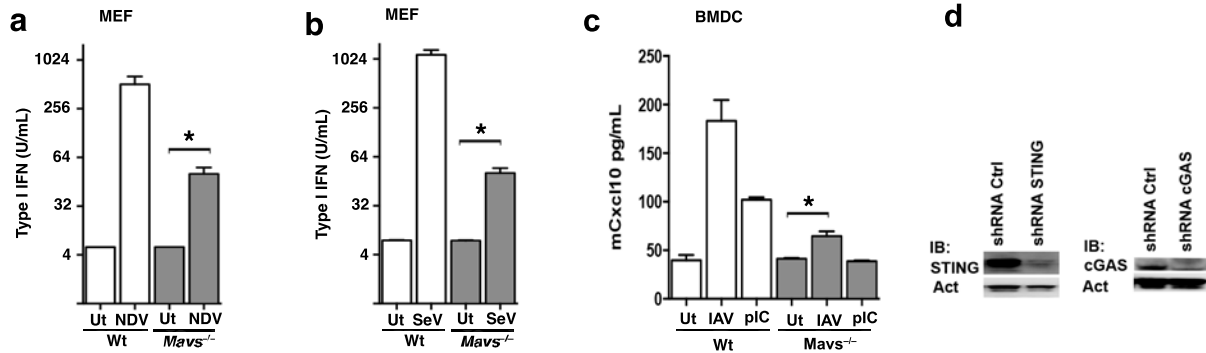 a
MEF
Type I IFN (U/mL)
1024
256
64
32
4
*
Ut NDV Ut NDV
Wt Mavs–/–
b
MEF
Type I IFN (U/mL)
1024
256
64
32
4
*
Ut SeV Ut SeV
Wt Mavs–/–
c
BMDC
mCxcl10 pg/mL
250
200
150
100
50
0
*
Ut IAV pIC Ut IAV pIC
Wt Mavs–/–
d
shRNA Ctrl
shRNA STING
IB:
STING
Act
shRNA Ctrl
shRNA cGAS
IB:
cGAS
Act